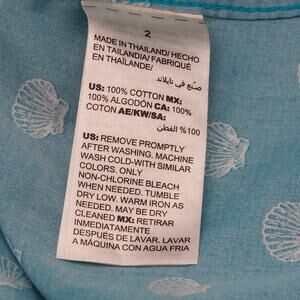 2
MADE IN THAILAND/ HECHO
EN TAILANDIA/ FABRIQUÉ
EN THAÏLANDE/
صنع في تايلاند
US: 100% COTTON MX:
100% ALGODÓN CA: 100%
COTON AE/KW/SA:
100% القطن
US: REMOVE PROMPTLY
AFTER WASHING. MACHINE
WASH COLD-WITH SIMILAR
COLORS. ONLY
NON-CHLORINE BLEACH
WHEN NEEDED. TUMBLE
DRY LOW. WARM IRON AS
NEEDED. MAY BE DRY
CLEANED MX: RETIRAR
INMEDIATAMENTE
DESPUÉS DE LAVAR. LAVAR
A MÁQUINA CON AGUA FRIA